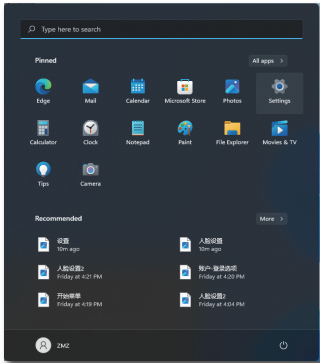 Type here to search
Pinned
All apps >
Edge
Mail
Calendar
Microsoft Store
Photos
Settings
Calculator
Clock
Notepad
Paint
File Explorer
Movies & TV
Tips
Camera
Recommended
More >
设置
10m ago
人脸设置
10m ago
人脸设置2
Friday at 4:21 PM
账户-登录选项
Friday at 4:20 PM
开始菜单
Friday at 4:19 PM
人脸设置2
Friday at 4:04 PM
ZMZ